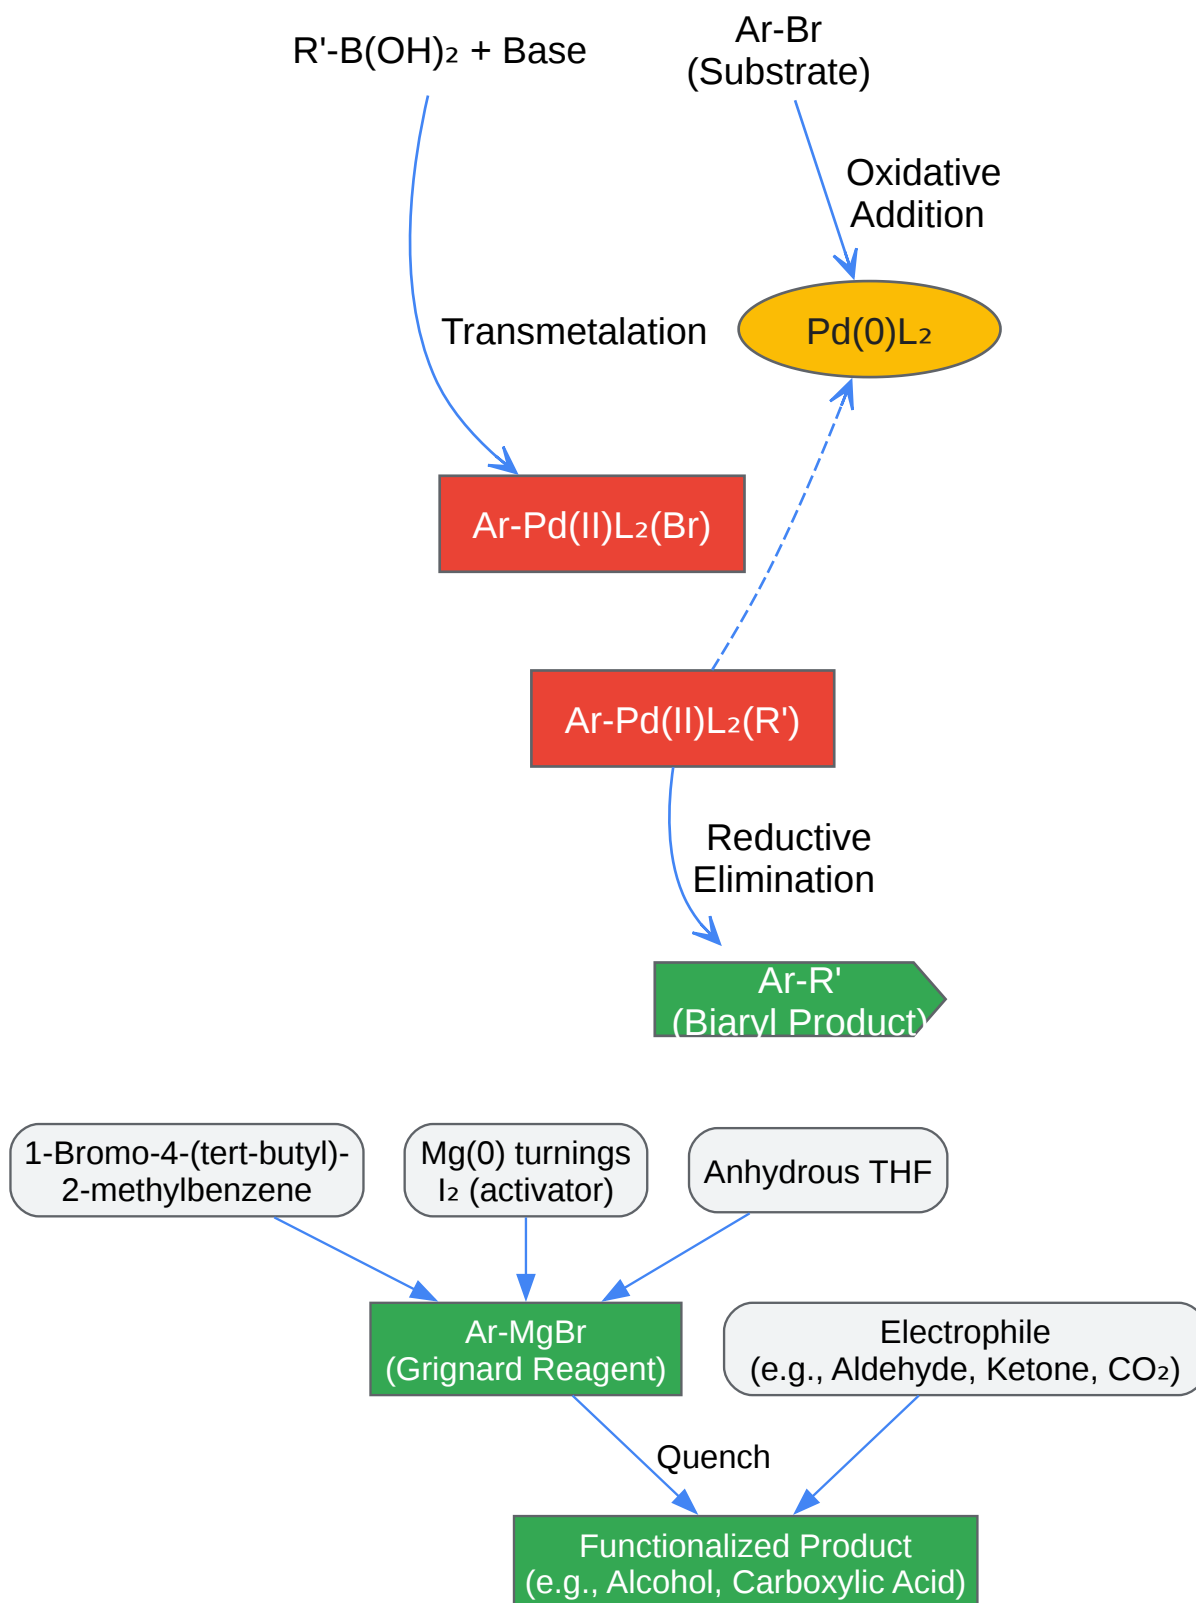 R'-B(OH)₂ + Base
Ar-Br
(Substrate)
Oxidative
Addition
Transmetalation
Pd(0)L₂
Ar-Pd(II)L₂(Br)
Ar-Pd(II)L₂(R')
Reductive
Elimination
Ar-R'
(Biaryl Product)
1-Bromo-4-(tert-butyl)-
2-methylbenzene
Mg(0) turnings
I₂ (activator)
Anhydrous THF
Ar-MgBr
(Grignard Reagent)
Electrophile
(e.g., Aldehyde, Ketone, CO₂)
Quench
Functionalized Product
(e.g., Alcohol, Carboxylic Acid)